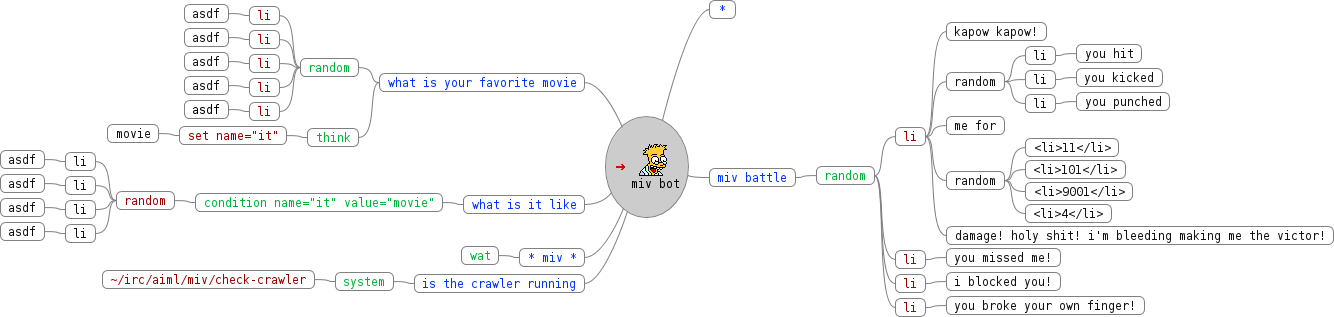 *
asdf li
asdf li
asdf li
asdf li
asdf li
random
what is your favorite movie
movie set name="it" think
asdf li
asdf li
asdf li
asdf li
random
condition name="it" value="movie" what is it like
wat * miv *
~/irc/aiml/miv/check-crawler system is the crawler running
miv bot
miv battle random
li
kapow kapow!
random
li you hit
li you kicked
li you punched
me for
random
<li>11</li>
<li>101</li>
<li>9001</li>
<li>4</li>
damage! holy shit! i'm bleeding making me the victor!
li you missed me!
li i blocked you!
li you broke your own finger!